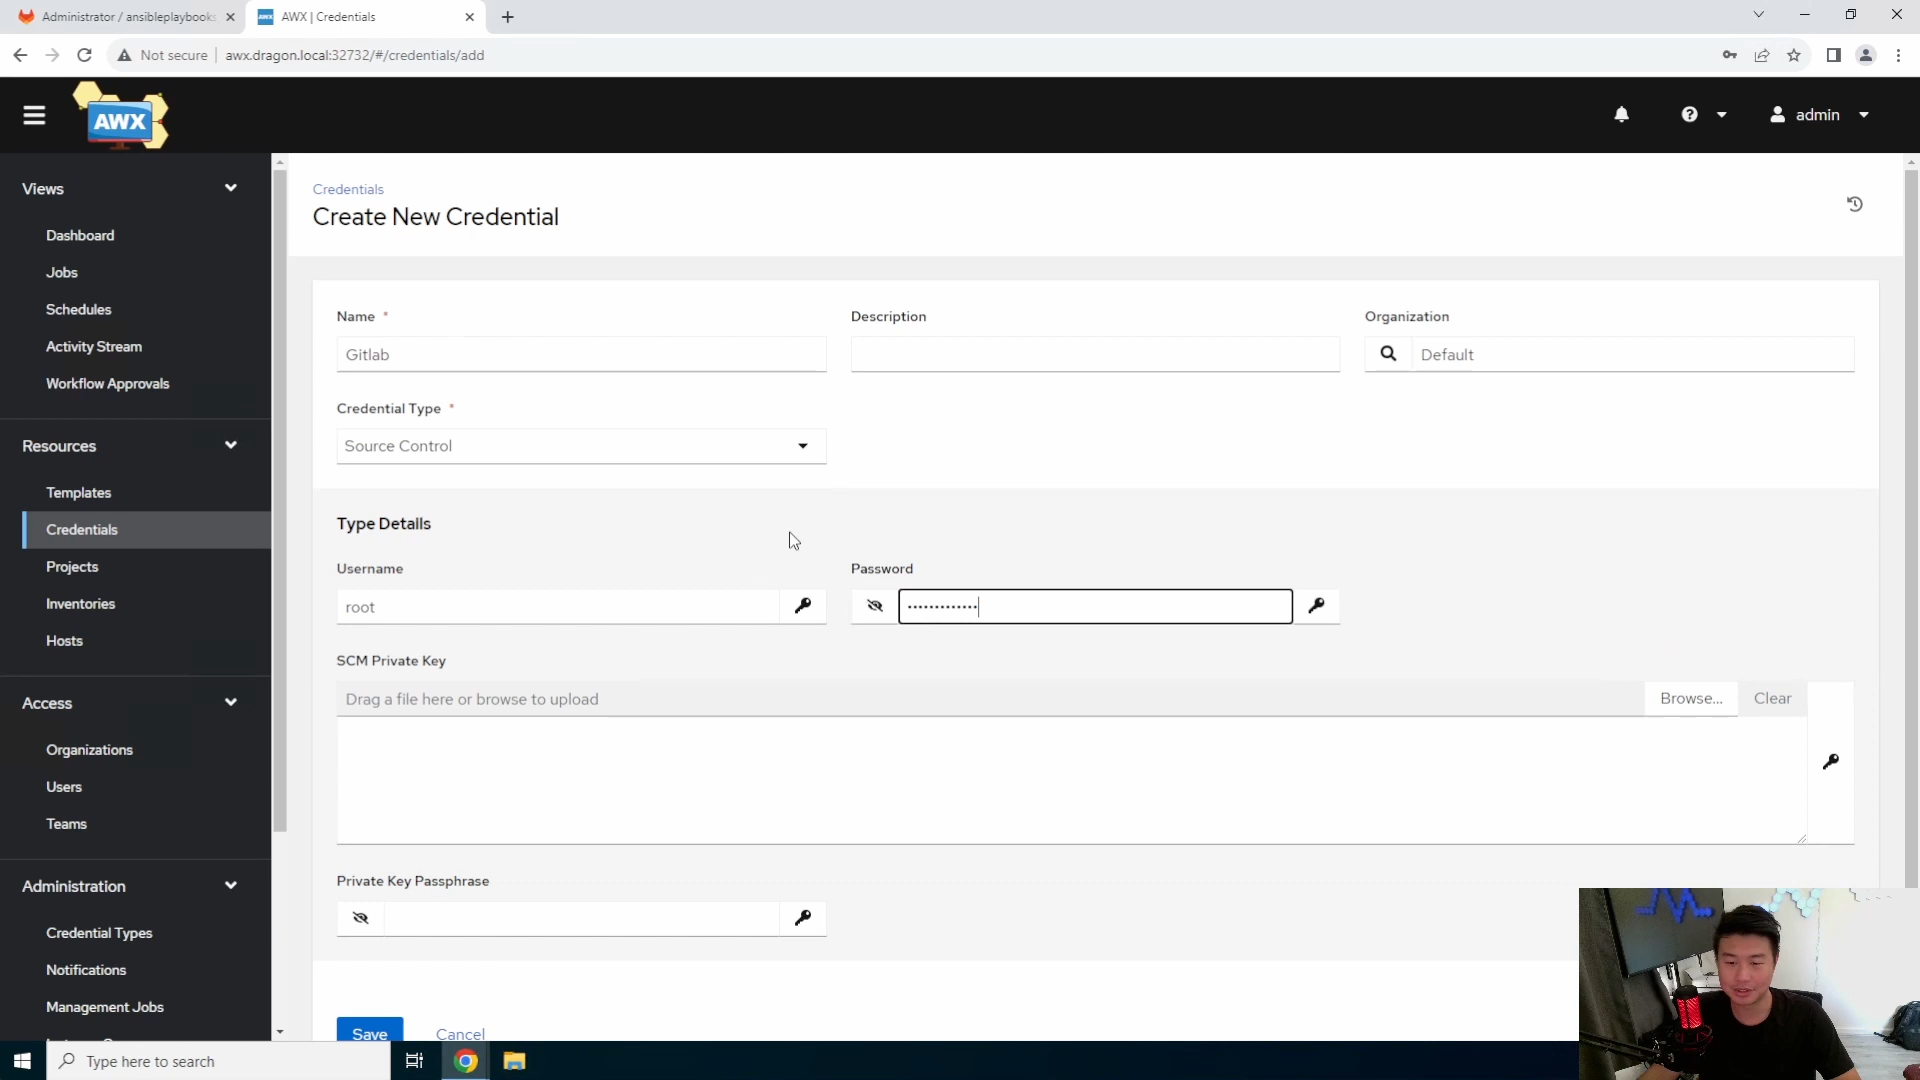 Administrator / ansibleplaybooks
AWX | Credentials
Not secure
awx.dragon.local:32732/#/credentials/add
AWX
admin
Views
Dashboard
Jobs
Schedules
Activity Stream
Workflow Approvals
Resources
Templates
Credentials
Projects
Inventories
Hosts
Access
Organizations
Users
Teams
Administration
Credential Types
Notifications
Management Jobs
Credentials
Create New Credential
Name *
Description
Organization
Gitlab
Default
Credential Type *
Source Control
Type Details
Username
Password
root
•••••••••••••
SCM Private Key
Drag a file here or browse to upload
Browse...
Clear
Private Key Passphrase
Save
Cancel
Type here to search